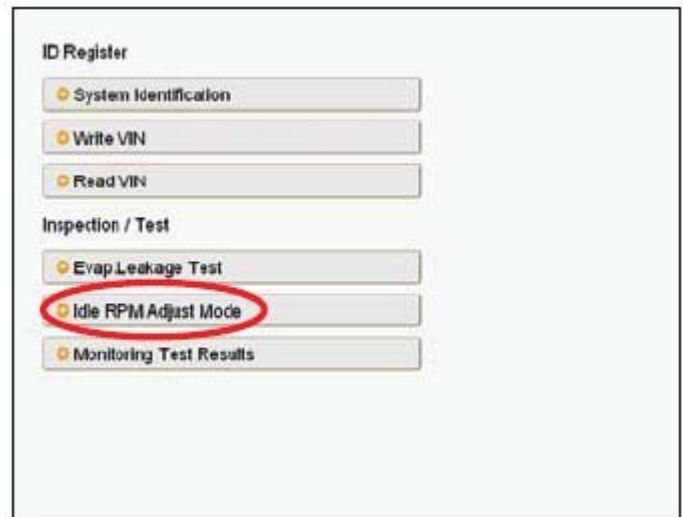 ID Register
System Identification
Write VIN
Read VIN
Inspection / Test
Evap.Leakage Test
Idle RPM Adjust Mode
Monitoring Test Results